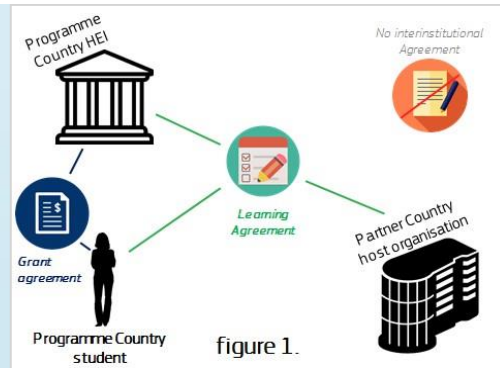 Programme
Country HEI
No interinstitutional
Agreement
Learning
Agreement
Partner Country
host organisation
Grant
agreement
Programme Country
student
figure 1.